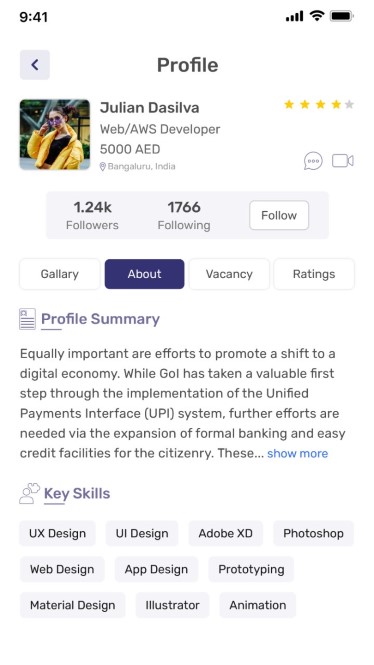 9:41
Profile
Julian Dasilva
Web/AWS Developer
5000 AED
Bangaluru, India
1.24k 1766
Followers Following Follow
Gallary About Vacancy Ratings
Profile Summary
Equally important are efforts to promote a shift to a
digital economy. While GoI has taken a valuable first
step through the implementation of the Unified
Payments Interface (UPI) system, further efforts are
needed via the expansion of formal banking and easy
credit facilities for the citizenry. These... show more
Key Skills
UX Design UI Design Adobe XD Photoshop
Web Design App Design Prototyping
Material Design Illustrator Animation